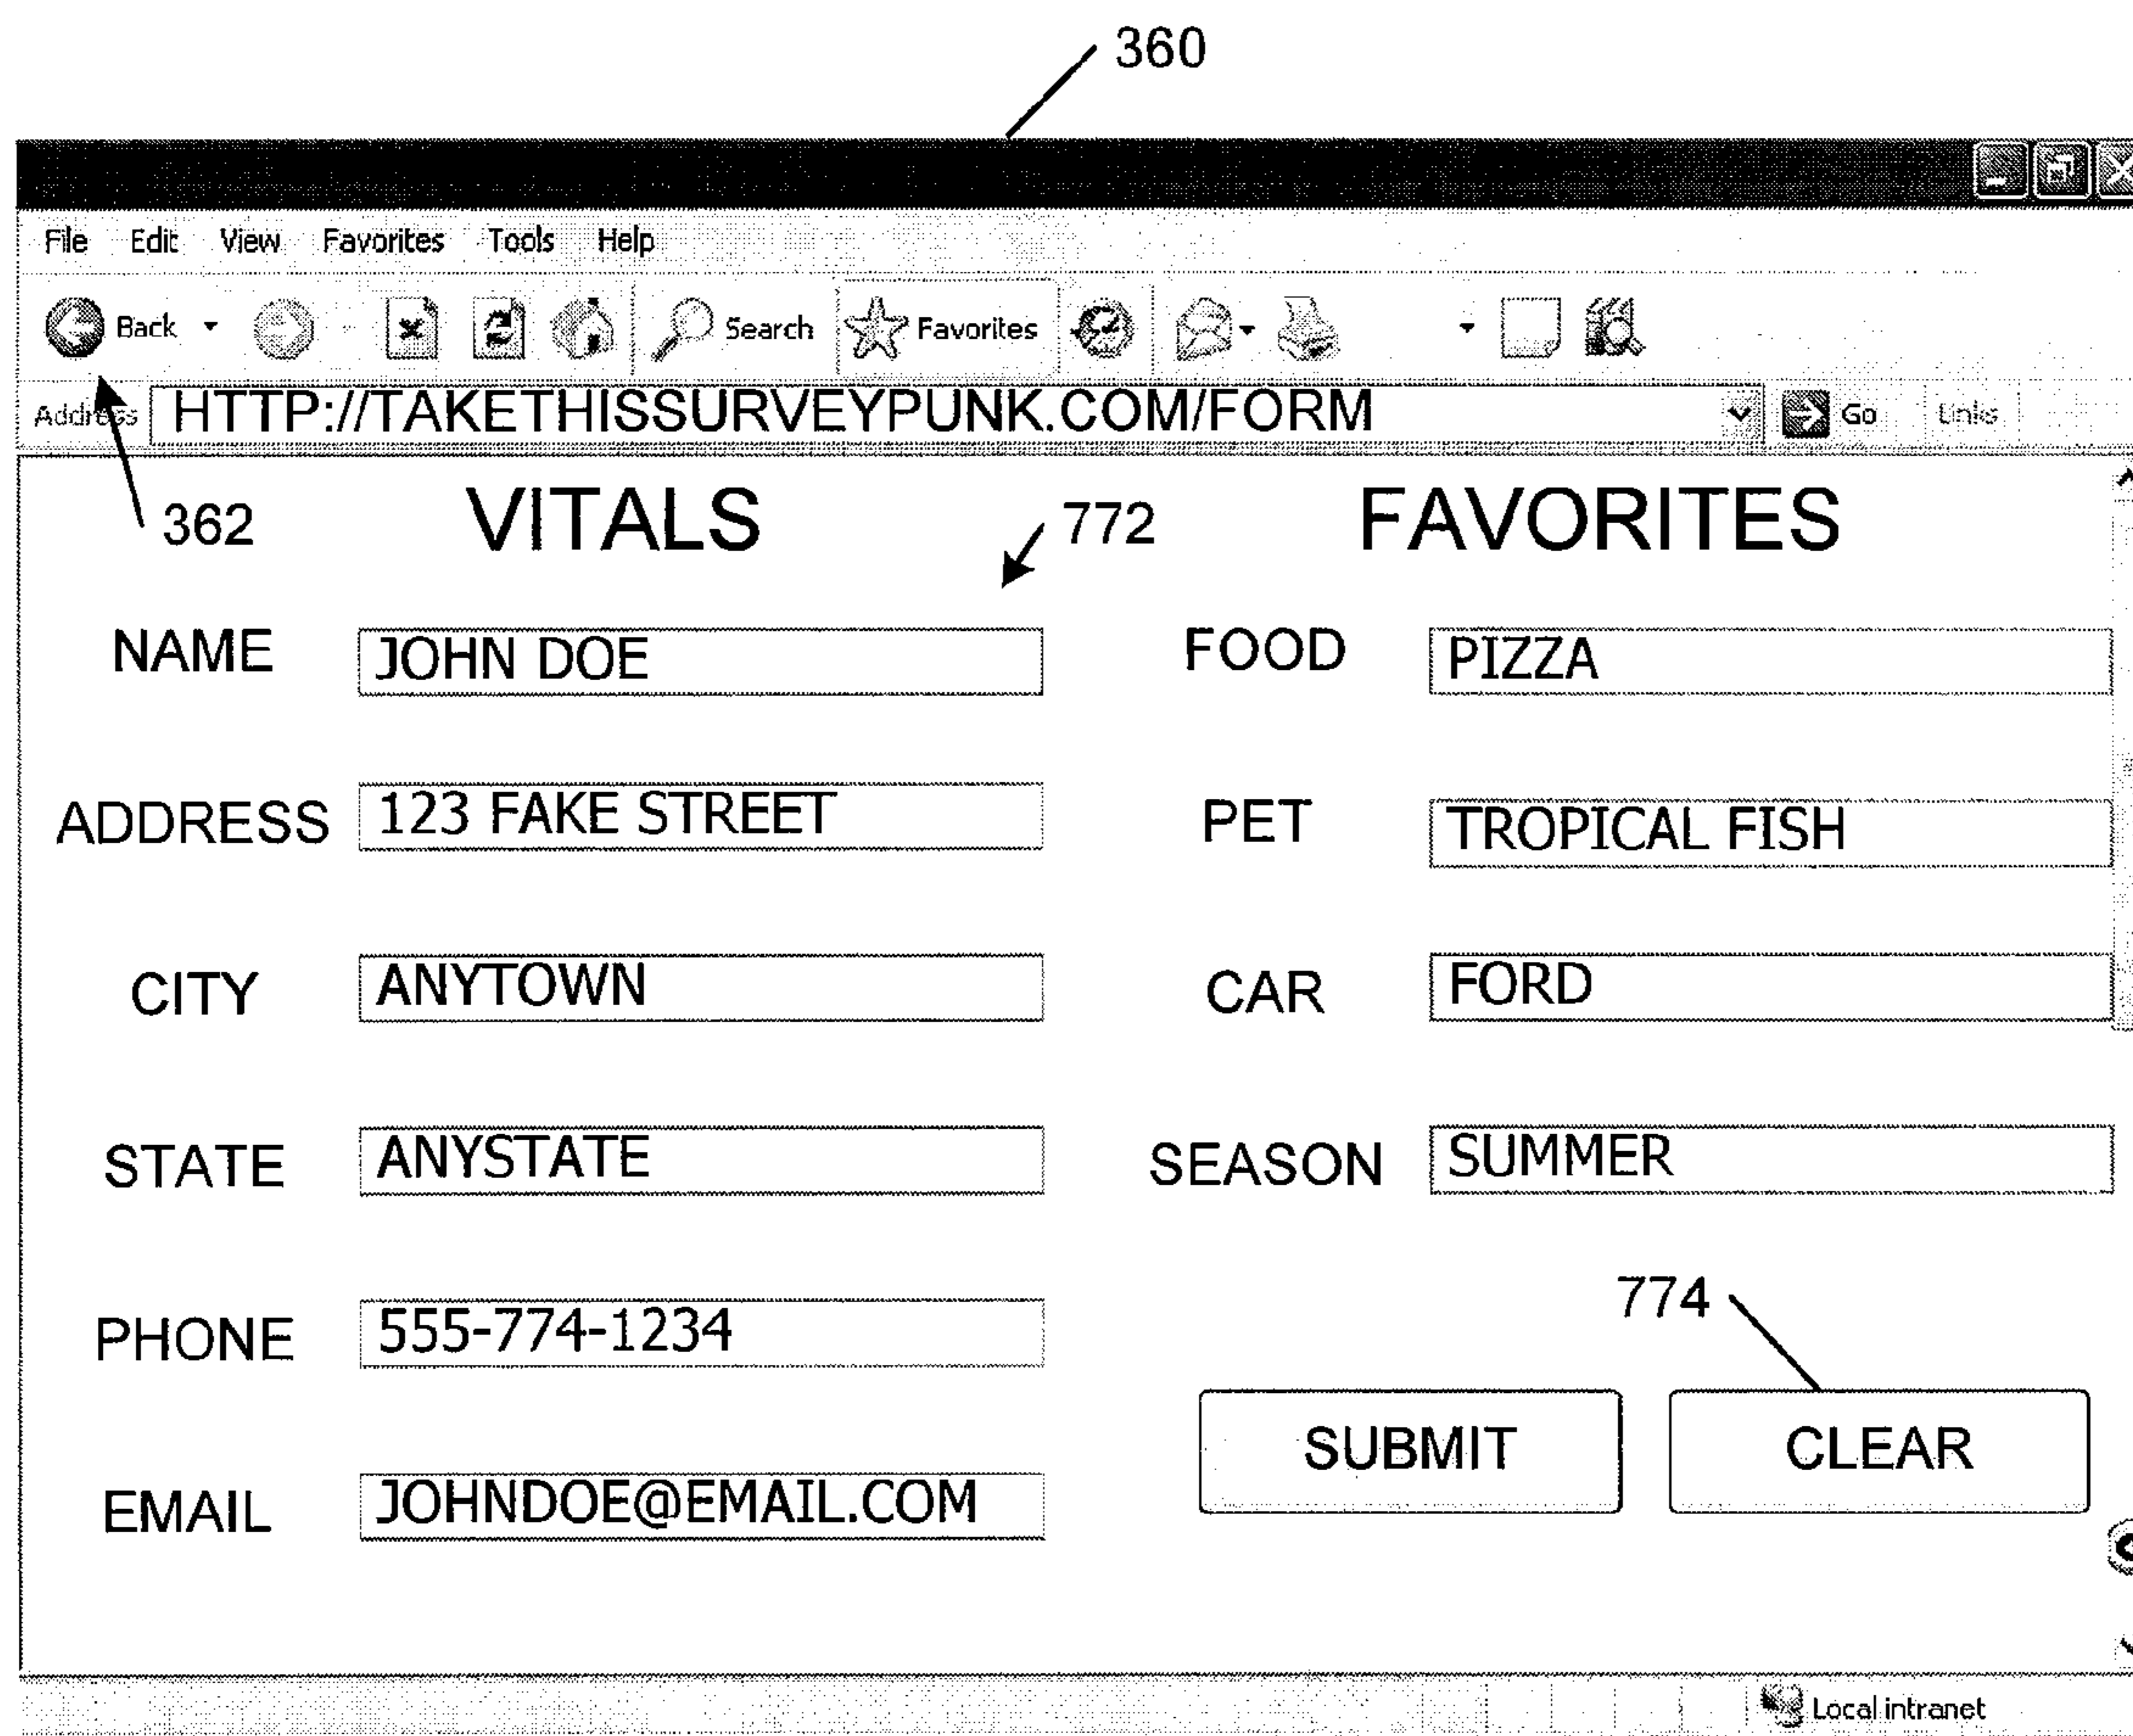 360
File Edit View Favorites Tools Help
Back Search Favorites
Address HTTP://TAKETHISSURVEYPUNK.COM/FORM Go Links
362 VITALS 772 FAVORITES
NAME JOHN DOE FOOD PIZZA
ADDRESS 123 FAKE STREET PET TROPICAL FISH
CITY ANYTOWN CAR FORD
STATE ANYSTATE SEASON SUMMER
774
PHONE 555-774-1234
SUBMIT CLEAR
EMAIL JOHNDOE@EMAIL.COM
Local intranet